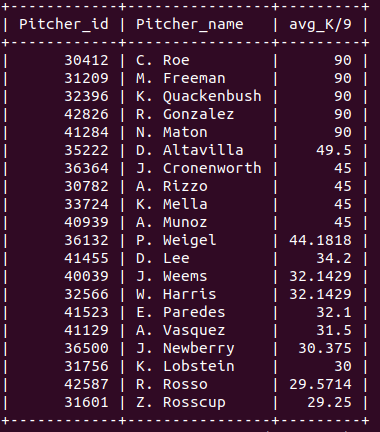 +------------+----------------+---------+
| Pitcher_id | Pitcher_name   | avg_K/9 |
+------------+----------------+---------+
|      30412 | C. Roe         |      90 |
|      31209 | M. Freeman     |      90 |
|      32396 | K. Quackenbush |      90 |
|      42826 | R. Gonzalez    |      90 |
|      41284 | N. Maton       |      90 |
|      35222 | D. Altavilla   |    49.5 |
|      36364 | J. Cronenworth |      45 |
|      30782 | A. Rizzo       |      45 |
|      33724 | K. Mella       |      45 |
|      40939 | A. Munoz       |      45 |
|      36132 | P. Weigel      | 44.1818 |
|      41455 | D. Lee         |    34.2 |
|      40039 | J. Weems       | 32.1429 |
|      32566 | W. Harris      | 32.1429 |
|      41523 | E. Paredes     |    32.1 |
|      41129 | A. Vasquez     |    31.5 |
|      36500 | J. Newberry    |  30.375 |
|      31756 | K. Lobstein    |      30 |
|      42587 | R. Rosso       | 29.5714 |
|      31601 | Z. Rosscup     |   29.25 |
+------------+----------------+---------+